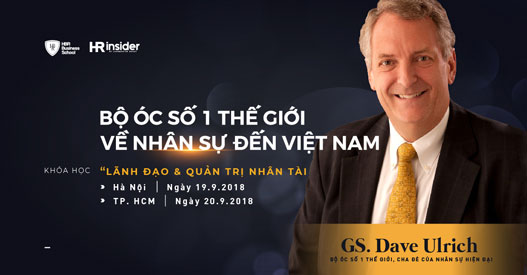 HBR
Business
School
HR insider
BỘ ÓC SỐ 1 THẾ GIỚI
VỀ NHÂN SỰ ĐẾN VIỆT NAM
KHÓA HỌC
“LÃNH ĐẠO & QUẢN TRỊ NHÂN TÀI
» Hà Nội | Ngày 19.9.2018
» TP. HCM | Ngày 20.9.2018
GS. Dave Ulrich
BỘ ÓC SỐ 1 THẾ GIỚI, CHA ĐẺ CỦA NHÂN SỰ HIỆN ĐẠI